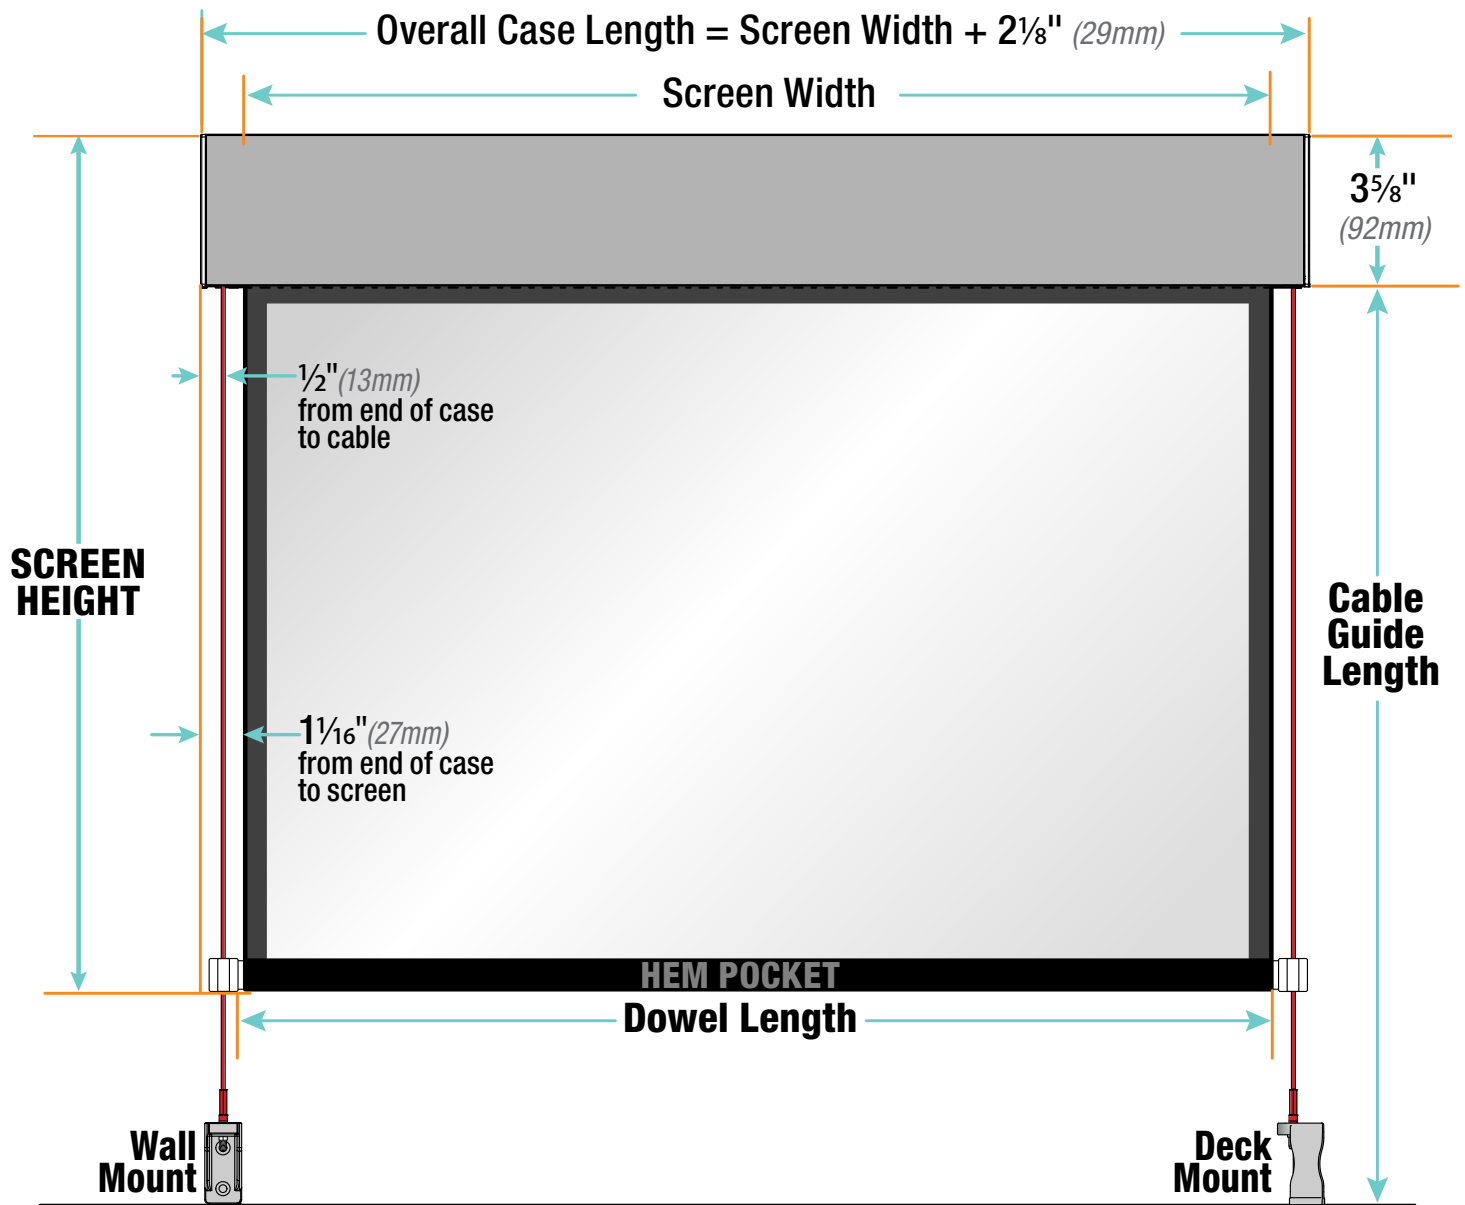 Overall Case Length = Screen Width + 2⅛" (29mm)
Screen Width
3⅝"
(92mm)
½"(13mm)
from end of case
to cable
SCREEN
HEIGHT
Cable
Guide
Length
1 1⁄16"(27mm)
from end of case
to screen
HEM POCKET
Dowel Length
Wall
Mount
Deck
Mount